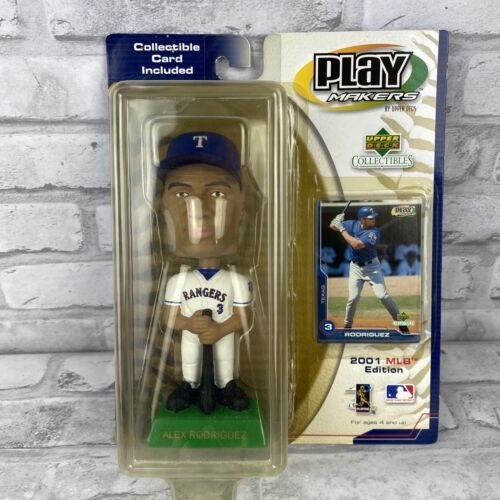 Collectible
Card
Included
PLAY
MAKERS
BY UPPER DECK
UPPER
DECK
COLLECTIBLES
T
RANGERS
3
ALEX RODRIGUEZ
PLAY
TEXAS
3
RODRIGUEZ
2001 MLB
Edition
For ages 4 and up